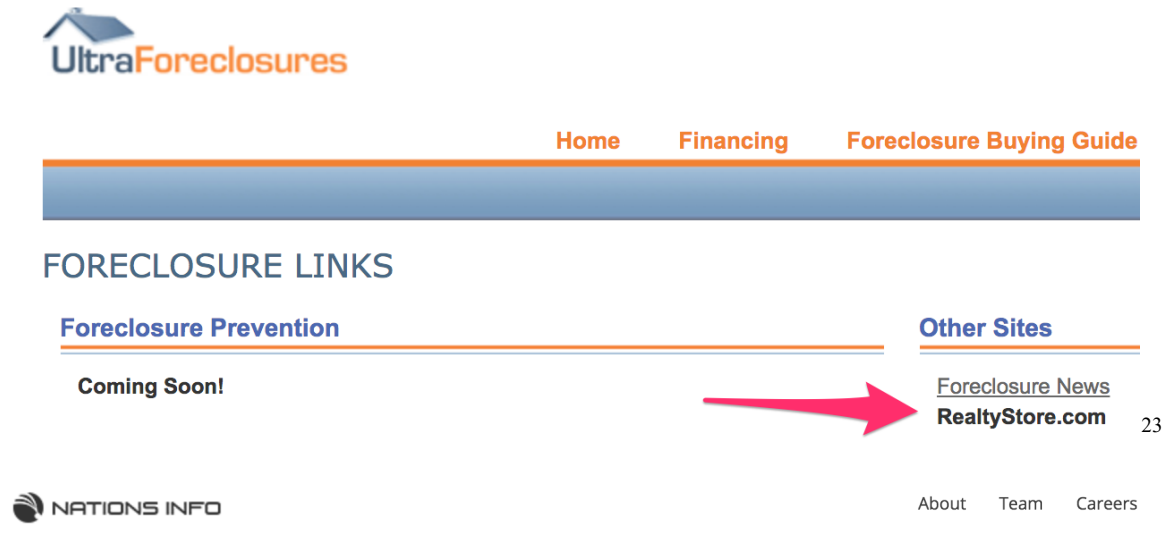 UltraForeclosures
Home Financing Foreclosure Buying Guide
FORECLOSURE LINKS
Foreclosure Prevention
Coming Soon!
Other Sites
Foreclosure News
RealtyStore.com
23
NATIONS INFO
About Team Careers